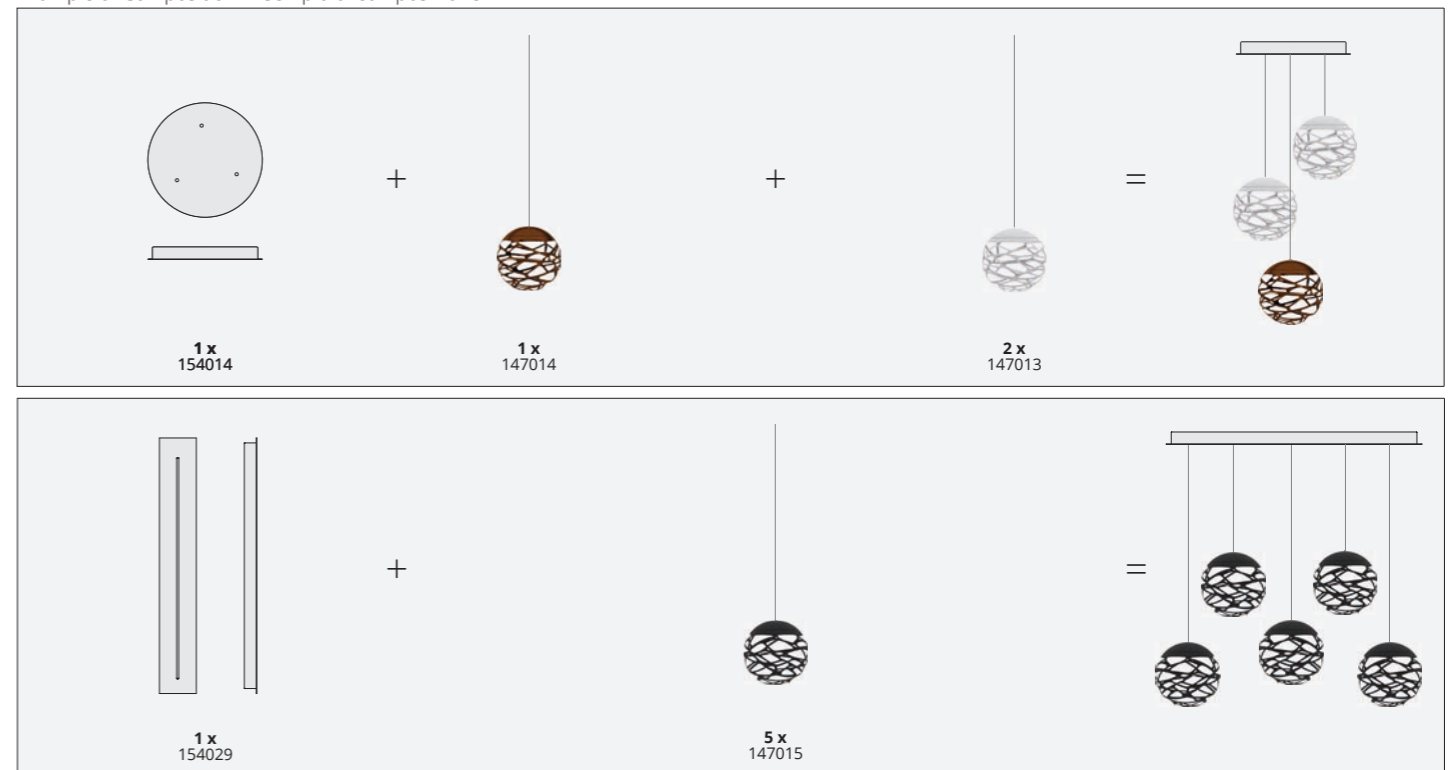 +
+
=
1 x
154014
1 x
147014
2 x
147013
+
=
1 x
154029
5 x
147015